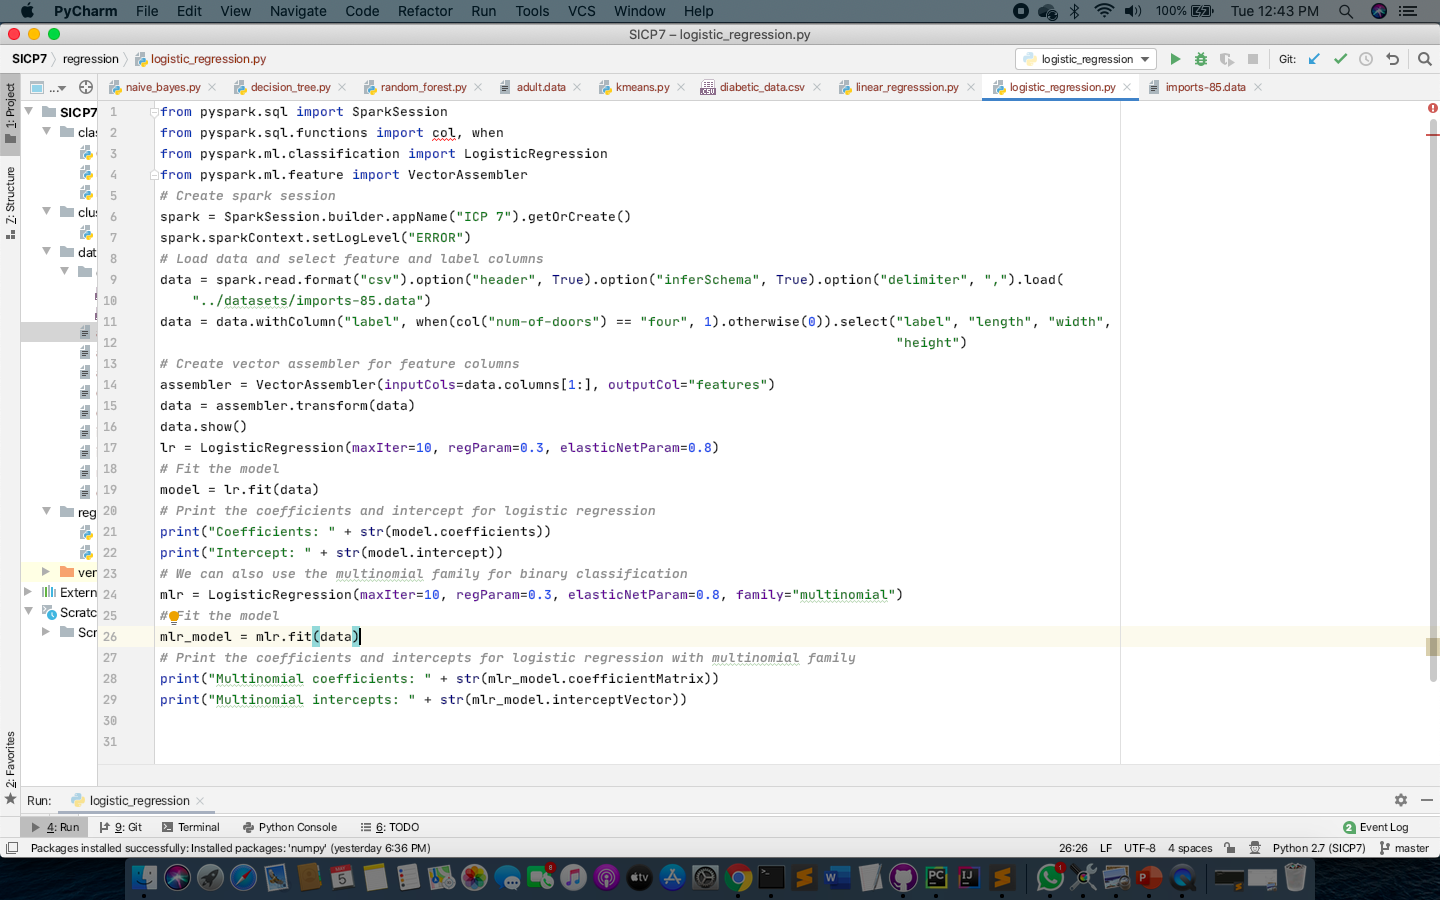 PyCharm File Edit View Navigate Code Refactor Run Tools VCS Window Help 100% Tue 12:43 PM
SICP7 – logistic_regression.py
SICP7 regression logistic_regression.py logistic_regression Git:
... naive_bayes.py decision_tree.py random_forest.py adult.data kmeans.py diabetic_data.csv linear_regresssion.py logistic_regression.py imports-85.data
1: Project
Z: Structure
2: Favorites
SICP7
clas
clus
dat
reg
ven
Extern
Scratc
Scr
1 from pyspark.sql import SparkSession
2 from pyspark.sql.functions import col, when
3 from pyspark.ml.classification import LogisticRegression
4 from pyspark.ml.feature import VectorAssembler
5 # Create spark session
6 spark = SparkSession.builder.appName("ICP 7").getOrCreate()
7 spark.sparkContext.setLogLevel("ERROR")
8 # Load data and select feature and label columns
9 data = spark.read.format("csv").option("header", True).option("inferSchema", True).option("delimiter", ",").load(
10 "../datasets/imports-85.data")
11 data = data.withColumn("label", when(col("num-of-doors") == "four", 1).otherwise(0)).select("label", "length", "width",
12 "height")
13 # Create vector assembler for feature columns
14 assembler = VectorAssembler(inputCols=data.columns[1:], outputCol="features")
15 data = assembler.transform(data)
16 data.show()
17 lr = LogisticRegression(maxIter=10, regParam=0.3, elasticNetParam=0.8)
18 # Fit the model
19 model = lr.fit(data)
20 # Print the coefficients and intercept for logistic regression
21 print("Coefficients: " + str(model.coefficients))
22 print("Intercept: " + str(model.intercept))
23 # We can also use the multinomial family for binary classification
24 mlr = LogisticRegression(maxIter=10, regParam=0.3, elasticNetParam=0.8, family="multinomial")
25 # Fit the model
26 mlr_model = mlr.fit(data)
27 # Print the coefficients and intercepts for logistic regression with multinomial family
28 print("Multinomial coefficients: " + str(mlr_model.coefficientMatrix))
29 print("Multinomial intercepts: " + str(mlr_model.interceptVector))
30
31
Run: logistic_regression
4: Run 9: Git Terminal Python Console 6: TODO 2 Event Log
Packages installed successfully: Installed packages: 'numpy' (yesterday 6:36 PM) 26:26 LF UTF-8 4 spaces Python 2.7 (SICP7) master